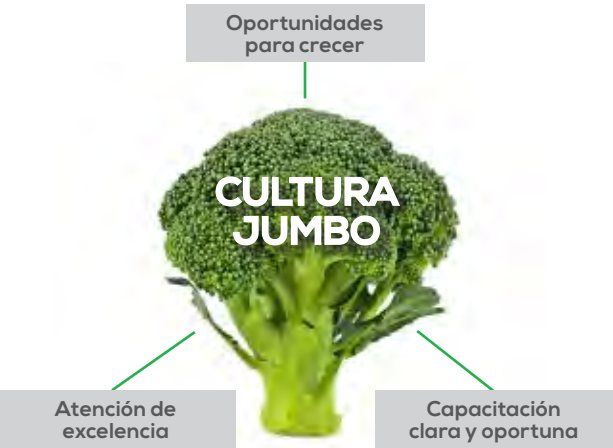 Oportunidades
para crecer
CULTURA
JUMBO
Atención de
excelencia
Capacitación
clara y oportuna